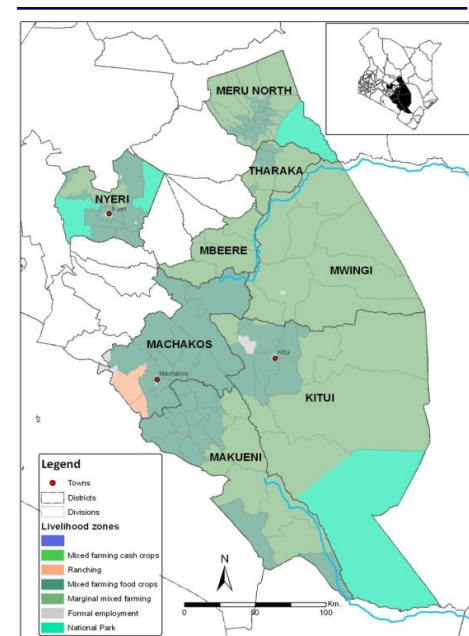 MERU NORTH
THARAKA
NYERI
Nyeri
MBEERE
MWINGI
MACHAKOS
Kitui
Machakos
KITUI
MAKUENI
Legend
Towns
Districts
Divisions
Livelihood zones
Mixed farming cash crops
Ranching
Mixed farming food crops
Marginal mixed farming
Formal employment
National Park
N
Km.
0 50 100